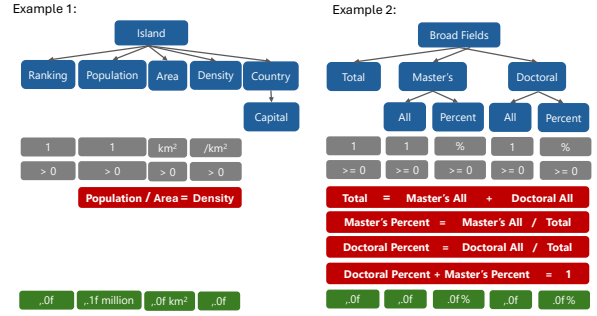 Example 1:
Island
Ranking Population Area Density Country
Capital
1 1 km² /km²
> 0 > 0 > 0 > 0
Population / Area = Density
,.0f ,.1f million ,.0f km² ,.0f
Example 2:
Broad Fields
Total Master's Doctoral
All Percent All Percent
1 1 % 1 %
>= 0 >= 0 >= 0 >= 0 >= 0
Total = Master's All + Doctoral All
Master's Percent = Master's All / Total
Doctoral Percent = Doctoral All / Total
Doctoral Percent + Master's Percent = 1
,.0f ,.0f .0f% ,.0f .0f%